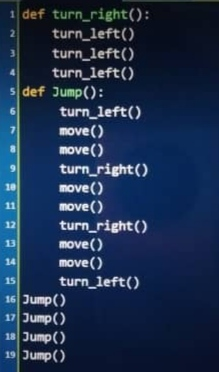 1 def turn_right():
2     turn_left()
3     turn_left()
4     turn_left()
5 def Jump():
6      turn_left()
7      move()
8      move()
9      turn_right()
10      move()
11      move()
12      turn_right()
13      move()
14      move()
15      turn_left()
16 Jump()
17 Jump()
18 Jump()
19 Jump()